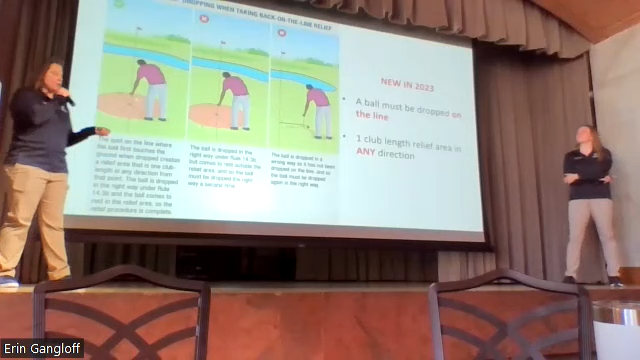 DROPPING WHEN TAKING BACK-ON-THE-LINE RELIEF
The spot on the line where
the ball first touches the
ground when dropped creates
a relief area that is one club-
length in any direction from
that point. The ball is dropped
in the right way under Rule
14.3b and the ball comes to
rest in the relief area, so the
relief procedure is complete.
The ball is dropped in the
right way under Rule 14.3b
but comes to rest outside the
relief area, and so the ball
must be dropped the right
way a second time.
The ball is dropped in a
wrong way as it has not been
dropped on the line, and so
the ball must be dropped
again in the right way.
NEW IN 2023
• A ball must be dropped on
the line
• 1 club length relief area in
ANY direction
Erin Gangloff